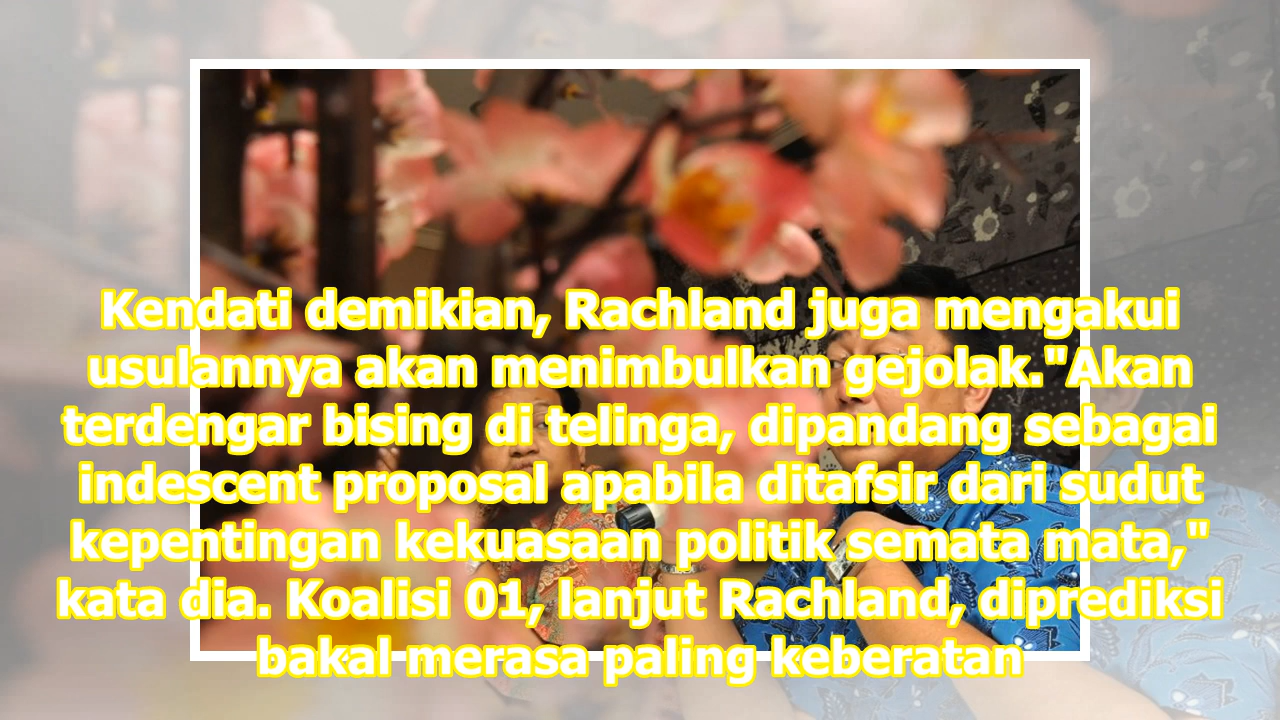 Kendati demikian, Rachland juga mengakui
usulannya akan menimbulkan gejolak."Akan
terdengar bising di telinga, dipandang sebagai
indescent proposal apabila ditafsir dari sudut
kepentingan kekuasaan politik semata mata,"
kata dia. Koalisi 01, lanjut Rachland, diprediksi
bakal merasa paling keberatan